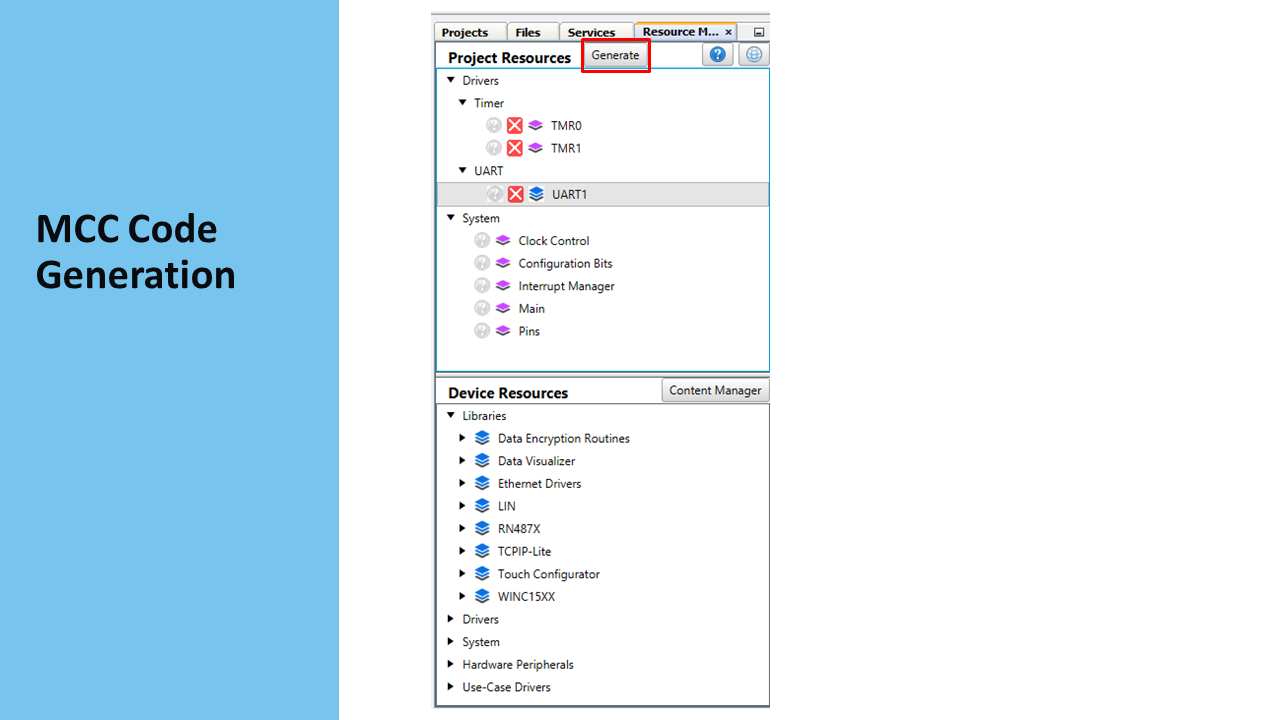 MCC Code
Generation
Projects
Files
Services
Resource M... ×
Project Resources
Generate
Drivers
Timer
TMR0
TMR1
UART
UART1
System
Clock Control
Configuration Bits
Interrupt Manager
Main
Pins
Device Resources
Content Manager
Libraries
Data Encryption Routines
Data Visualizer
Ethernet Drivers
LIN
RN487X
TCPIP-Lite
Touch Configurator
WINC15XX
Drivers
System
Hardware Peripherals
Use-Case Drivers